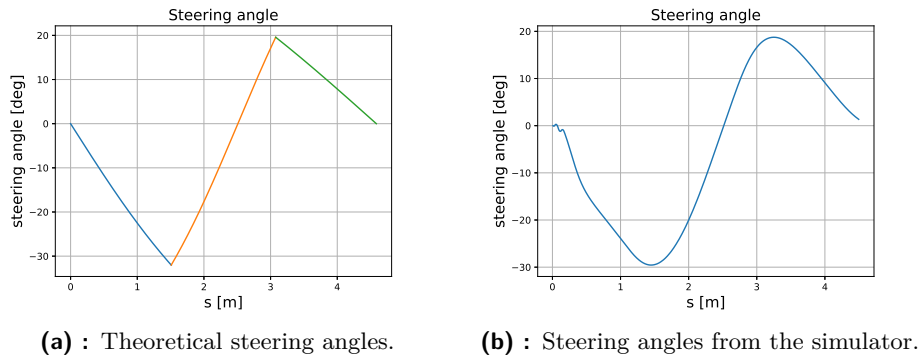 Steering angle
steering angle [deg]
20
10
0
−10
−20
−30
0
1
2
3
4
s [m]
(a) : Theoretical steering angles.
Steering angle
steering angle [deg]
20
10
0
−10
−20
−30
0
1
2
3
4
s [m]
(b) : Steering angles from the simulator.